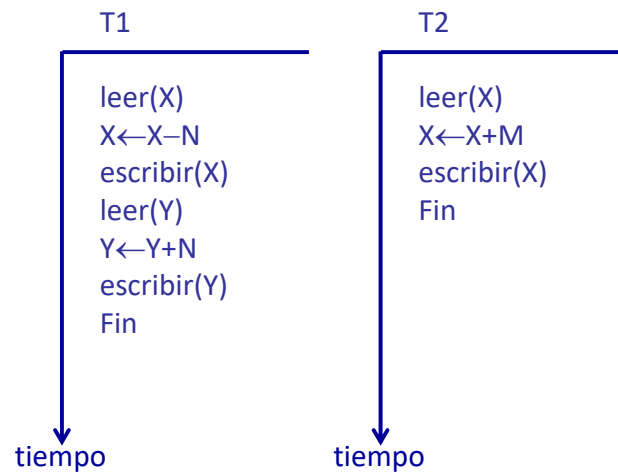 T1
leer(X)
X←X−N
escribir(X)
leer(Y)
Y←Y+N
escribir(Y)
Fin
tiempo
T2
leer(X)
X←X+M
escribir(X)
Fin
tiempo